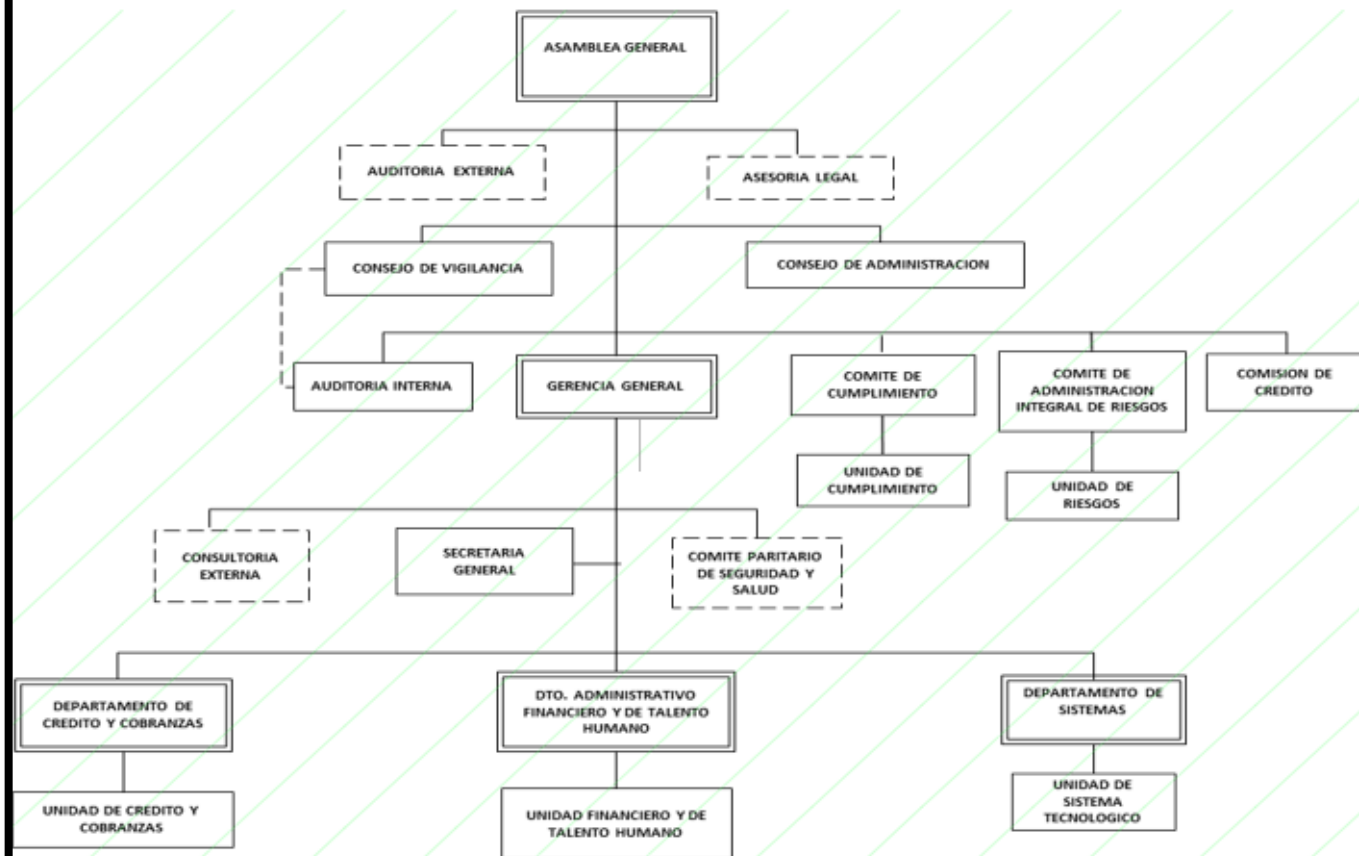 ASAMBLEA GENERAL
AUDITORIA EXTERNA
ASESORIA LEGAL
CONSEJO DE VIGILANCIA
CONSEJO DE ADMINISTRACION
AUDITORIA INTERNA
GERENCIA GENERAL
COMITE DE
CUMPLIMIENTO
COMITE DE
ADMINISTRACION
INTEGRAL DE RIESGOS
COMISION DE
CREDITO
UNIDAD DE
CUMPLIMIENTO
UNIDAD DE
RIESGOS
CONSULTORIA
EXTERNA
SECRETARIA
GENERAL
COMITE PARITARIO
DE SEGURIDAD Y
SALUD
DEPARTAMENTO DE
CREDITO Y COBRANZAS
DTO. ADMINISTRATIVO
FINANCIERO Y DE TALENTO
HUMANO
DEPARTAMENTO DE
SISTEMAS
UNIDAD DE CREDITO Y
COBRANZAS
UNIDAD FINANCIERO Y DE
TALENTO HUMANO
UNIDAD DE
SISTEMA
TECNOLOGICO